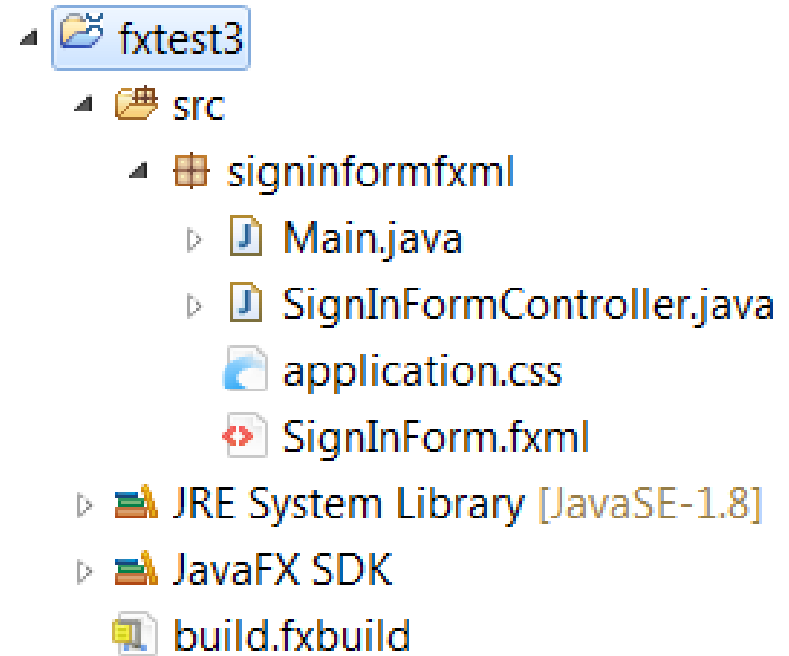 fxtest3
src
signinformfxml
Main.java
SignInFormController.java
application.css
SignInForm.fxml
JRE System Library [JavaSE-1.8]
JavaFX SDK
build.fxbuild